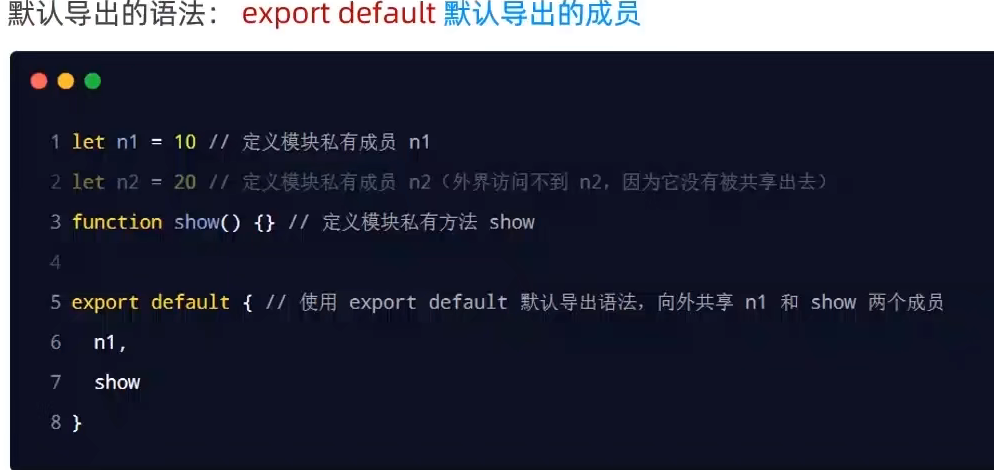 默认导出的语法： export default 默认导出的成员
1 let n1 = 10 // 定义模块私有成员 n1
2 let n2 = 20 // 定义模块私有成员 n2（外界访问不到 n2，因为它没有被共享出去）
3 function show() {} // 定义模块私有方法 show
4
5 export default { // 使用 export default 默认导出语法，向外共享 n1 和 show 两个成员
6   n1,
7   show
8 }